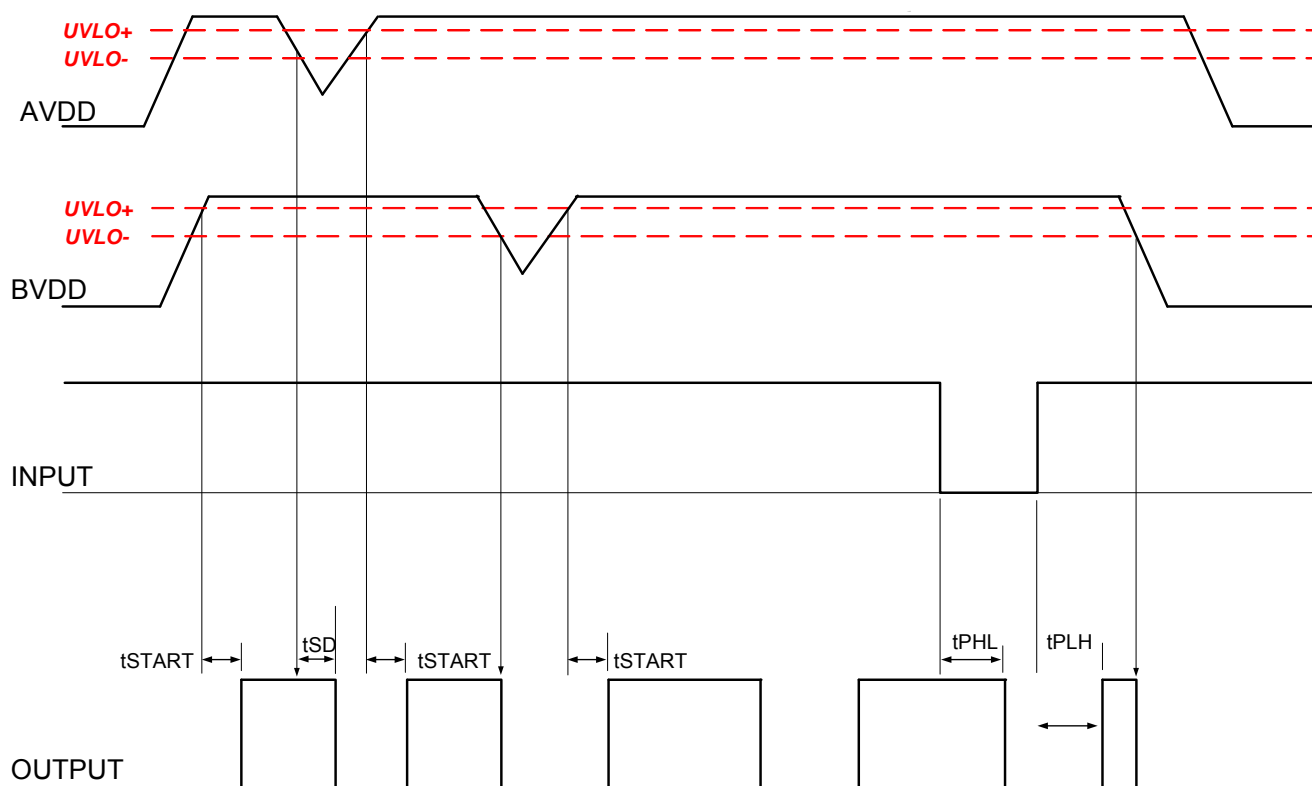 UVLO+
UVLO-
AVDD
UVLO+
UVLO-
BVDD
INPUT
tSTART
tSD
tSTART
tSTART
tPHL
tPLH
OUTPUT